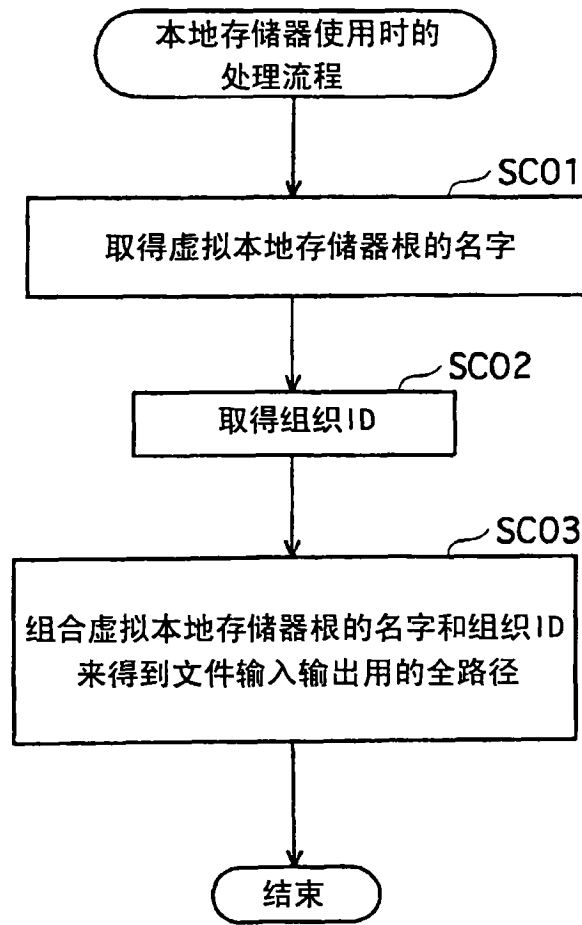 本地存储器使用时的
处理流程
SC01
取得虚拟本地存储器根的名字
SC02
取得组织ID
SC03
组合虚拟本地存储器根的名字和组织ID
来得到文件输入输出用的全路径
结束